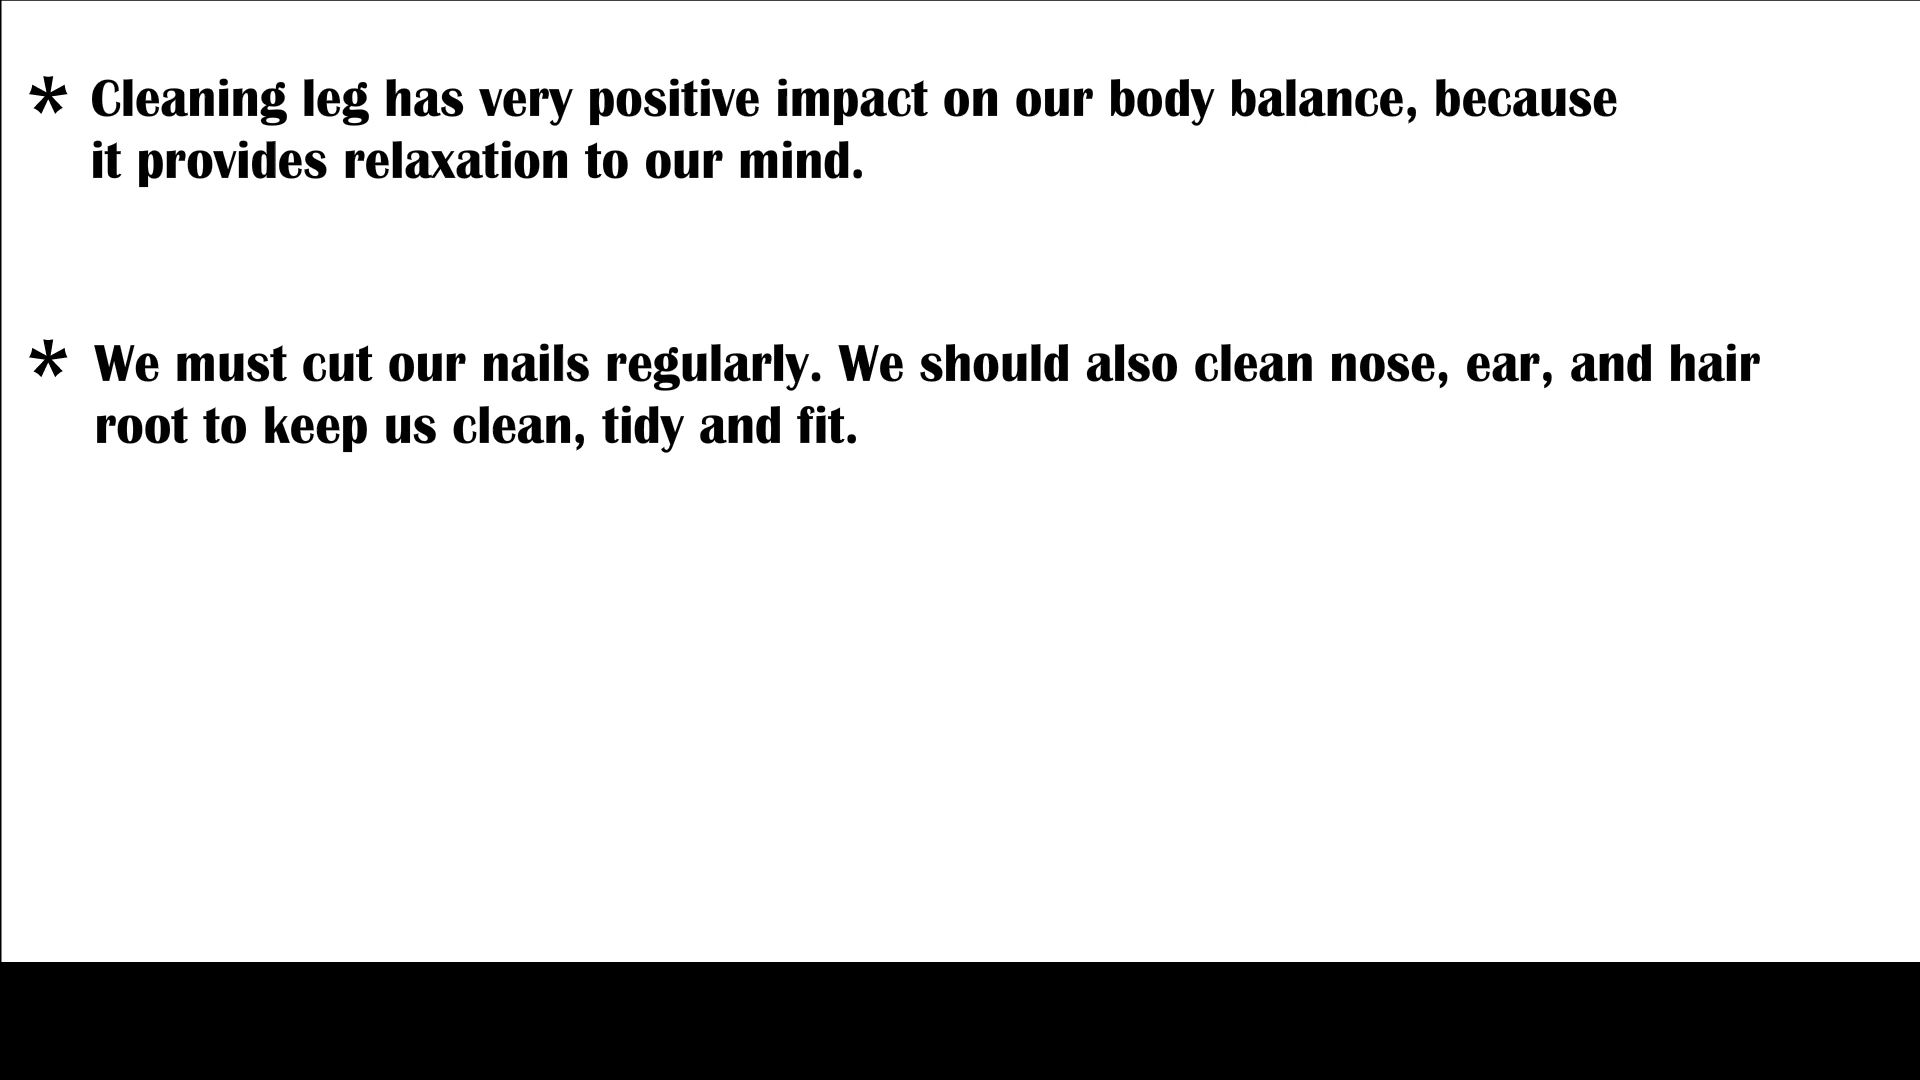 * Cleaning leg has very positive impact on our body balance, because
it provides relaxation to our mind.
* We must cut our nails regularly. We should also clean nose, ear, and hair
root to keep us clean, tidy and fit.